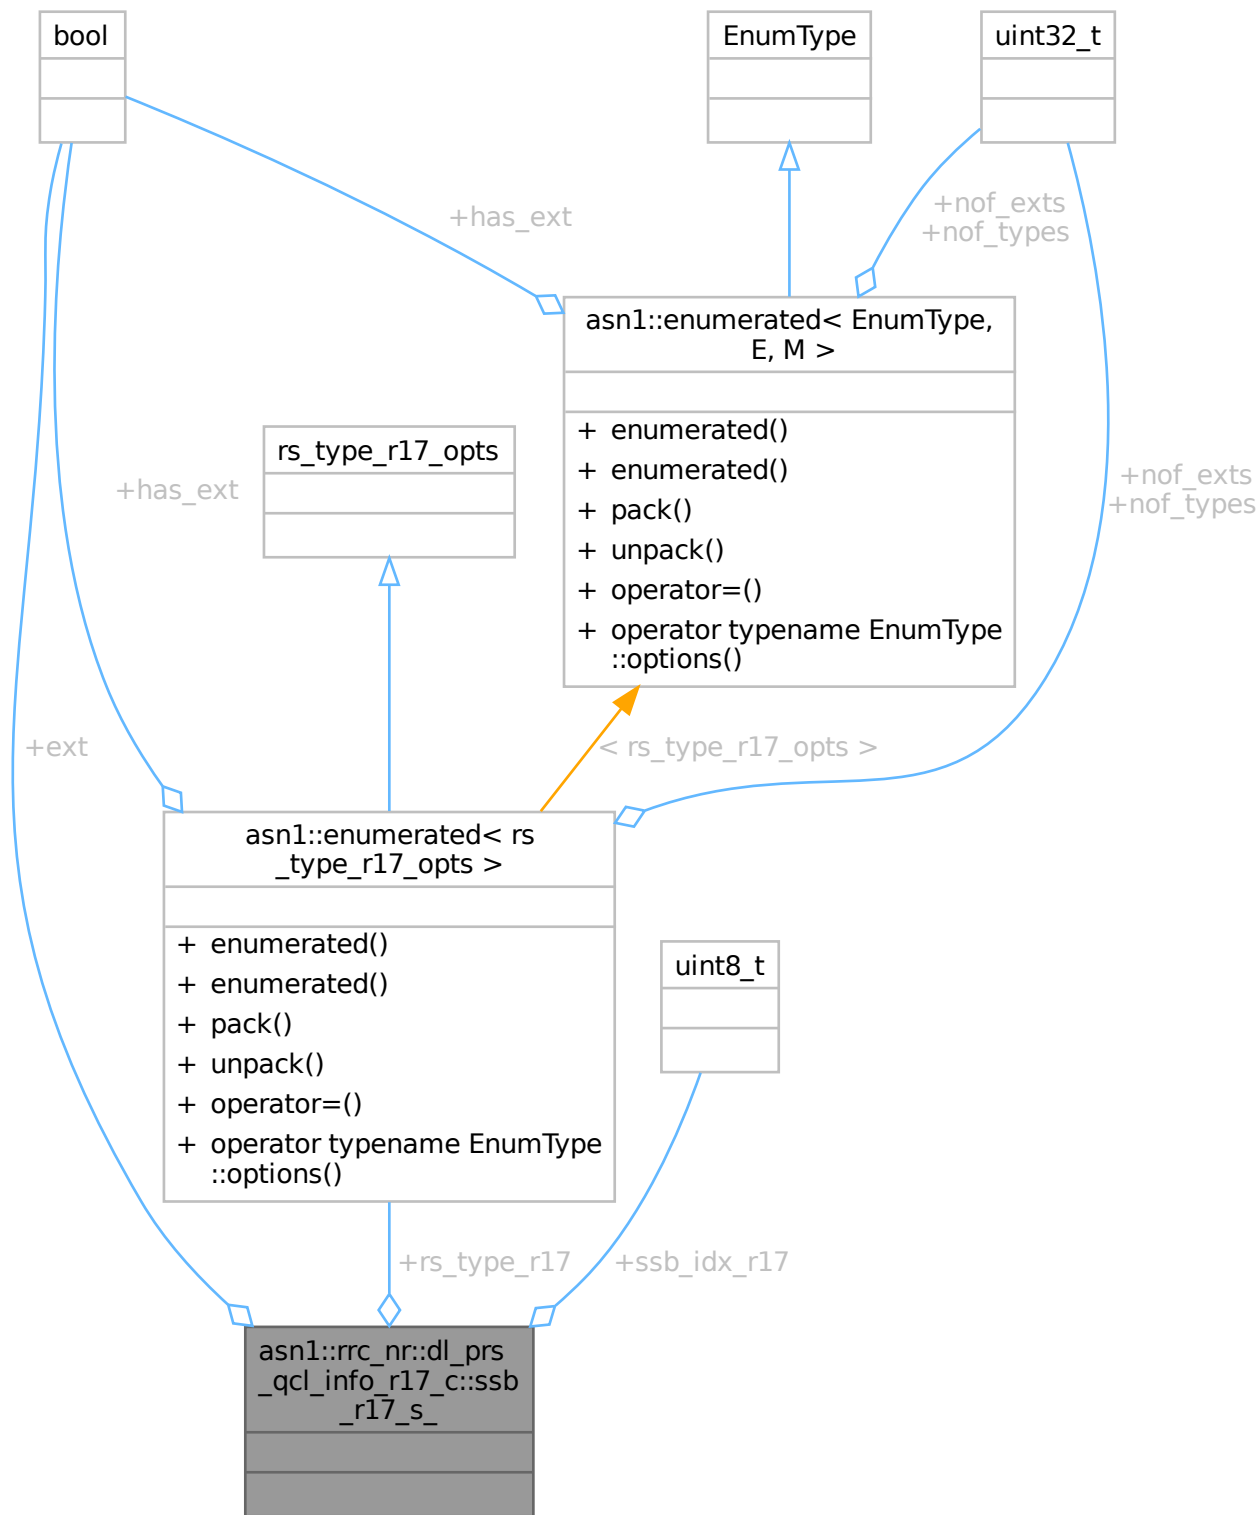 bool
EnumType
uint32_t
+has_ext
+nof_exts
+nof_types
asn1::enumerated< EnumType,
E, M >
+ enumerated()
+ enumerated()
+ pack()
+ unpack()
+ operator=()
+ operator typename EnumType
::options()
rs_type_r17_opts
+has_ext
+nof_exts
+nof_types
+ext
< rs_type_r17_opts >
asn1::enumerated< rs
_type_r17_opts >
+ enumerated()
+ enumerated()
+ pack()
+ unpack()
+ operator=()
+ operator typename EnumType
::options()
uint8_t
+rs_type_r17
+ssb_idx_r17
asn1::rrc_nr::dl_prs
_qcl_info_r17_c::ssb
_r17_s_